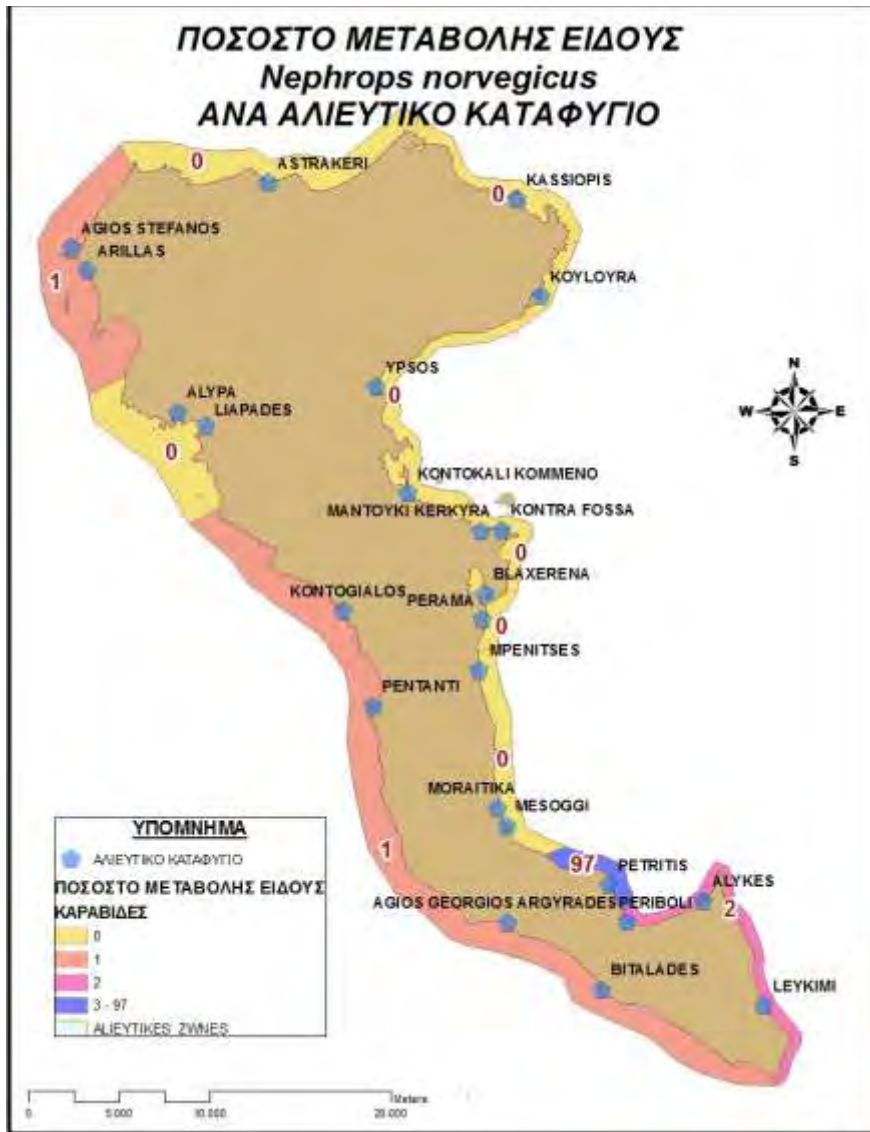 ΠΟΣΟΣΤΟ ΜΕΤΑΒΟΛΗΣ ΕΙΔΟΥΣ
Nephrops norvegicus
ΑΝΑ ΑΛΙΕΥΤΙΚΟ ΚΑΤΑΦΥΓΙΟ
0
ASTRAKERI
0
KASSIOPIS
AGIOS STEFANOS
ARILLAS
1
KOYLOYRA
N
W E
S
YPSOS
0
ALYPA
LIAPADES
0
KONTOKALI KOMMENO
MANTOYKI KERKYRA KONTRA FOSSA
0
BLAXERENA
KONTOGIALOS
PERAMA
0
MPENITSES
PENTANTI
0
MORAITIKA
MESOGGI
1
97
PETRITIS
ALYKES
AGIOS GEORGIOS ARGYRADES PERIBOLI
2
BITALADES
LEYKIMI
ΥΠΟΜΝΗΜΑ
ΑΛΙΕΥΤΙΚΟ ΚΑΤΑΦΥΓΙΟ
ΠΟΣΟΣΤΟ ΜΕΤΑΒΟΛΗΣ ΕΙΔΟΥΣ
ΚΑΡΑΒΙΔΕΣ
0
1
2
3 - 97
ALIEYTIKES ZWNES
Meters
0 5.000 10.000 20.000